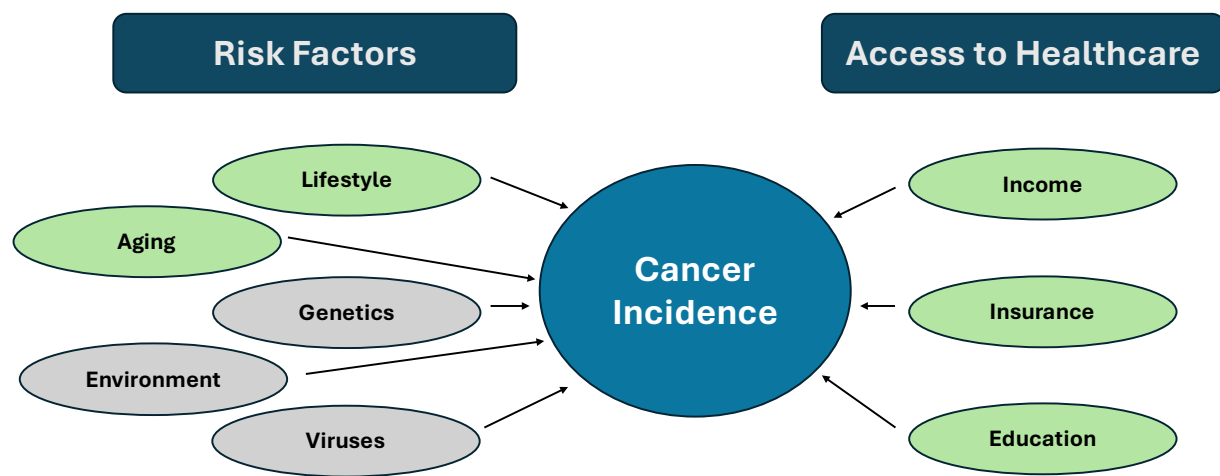 Risk Factors
Access to Healthcare
Lifestyle
Aging
Genetics
Environment
Viruses
Cancer
Incidence
Income
Insurance
Education